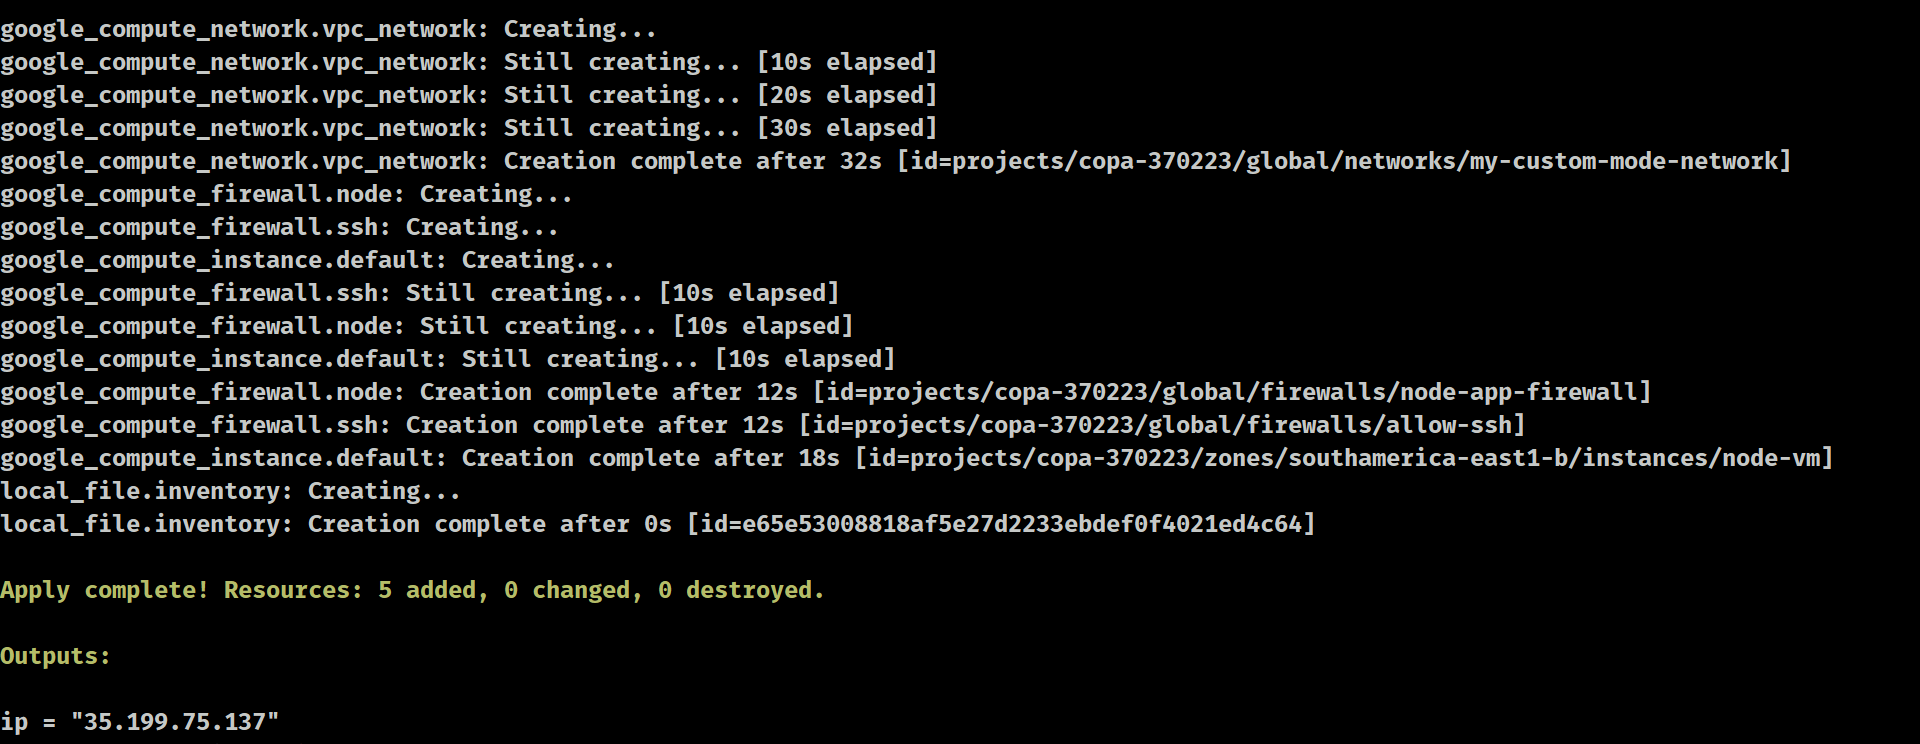 google_compute_network.vpc_network: Creating...
google_compute_network.vpc_network: Still creating... [10s elapsed]
google_compute_network.vpc_network: Still creating... [20s elapsed]
google_compute_network.vpc_network: Still creating... [30s elapsed]
google_compute_network.vpc_network: Creation complete after 32s [id=projects/copa-370223/global/networks/my-custom-mode-network]
google_compute_firewall.node: Creating...
google_compute_firewall.ssh: Creating...
google_compute_instance.default: Creating...
google_compute_firewall.ssh: Still creating... [10s elapsed]
google_compute_firewall.node: Still creating... [10s elapsed]
google_compute_instance.default: Still creating... [10s elapsed]
google_compute_firewall.node: Creation complete after 12s [id=projects/copa-370223/global/firewalls/node-app-firewall]
google_compute_firewall.ssh: Creation complete after 12s [id=projects/copa-370223/global/firewalls/allow-ssh]
google_compute_instance.default: Creation complete after 18s [id=projects/copa-370223/zones/southamerica-east1-b/instances/node-vm]
local_file.inventory: Creating...
local_file.inventory: Creation complete after 0s [id=e65e53008818af5e27d2233ebdef0f4021ed4c64]
Apply complete! Resources: 5 added, 0 changed, 0 destroyed.
Outputs:
ip = "35.199.75.137"